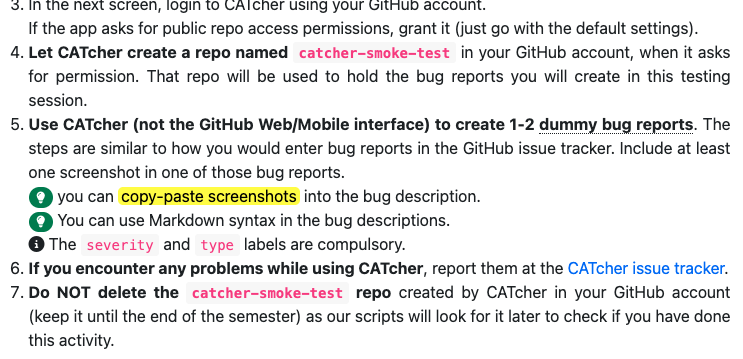 3. In the next screen, login to CATcher using your GitHub account.
If the app asks for public repo access permissions, grant it (just go with the default settings).
4. Let CATcher create a repo named catcher-smoke-test in your GitHub account, when it asks
for permission. That repo will be used to hold the bug reports you will create in this testing
session.
5. Use CATcher (not the GitHub Web/Mobile interface) to create 1-2 dummy bug reports. The
steps are similar to how you would enter bug reports in the GitHub issue tracker. Include at least
one screenshot in one of those bug reports.
you can copy-paste screenshots into the bug description.
You can use Markdown syntax in the bug descriptions.
The severity and type labels are compulsory.
6. If you encounter any problems while using CATcher, report them at the CATcher issue tracker.
7. Do NOT delete the catcher-smoke-test repo created by CATcher in your GitHub account
(keep it until the end of the semester) as our scripts will look for it later to check if you have done
this activity.